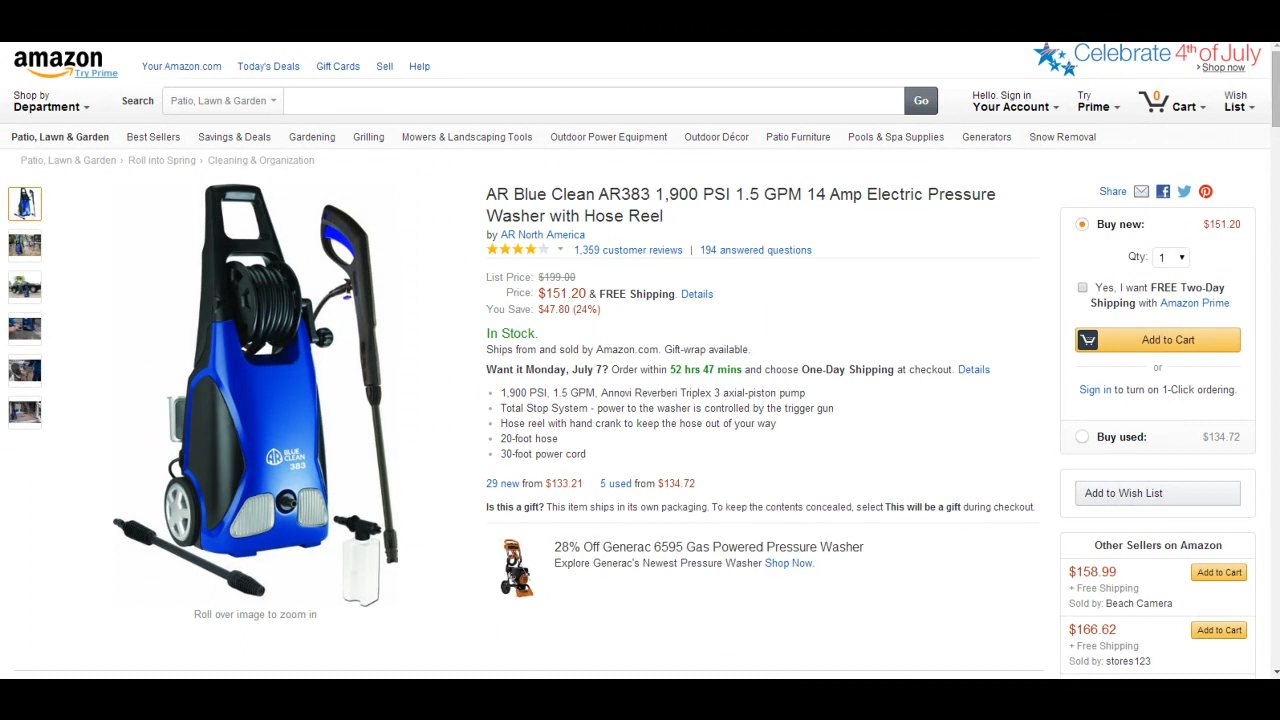 amazon
Try Prime
Your Amazon.com Today's Deals Gift Cards Sell Help
Celebrate 4th of July
Shop now
Shop by
Department
Search Patio, Lawn & Garden Go
Hello. Sign in
Your Account
Try
Prime
0
Cart
Wish
List
Patio, Lawn & Garden Best Sellers Savings & Deals Gardening Grilling Mowers & Landscaping Tools Outdoor Power Equipment Outdoor Décor Patio Furniture Pools & Spa Supplies Generators Snow Removal
Patio, Lawn & Garden › Roll into Spring › Cleaning & Organization
AR BLUE
CLEAN
383
Roll over image to zoom in
AR Blue Clean AR383 1,900 PSI 1.5 GPM 14 Amp Electric Pressure
Washer with Hose Reel
by AR North America
1,359 customer reviews | 194 answered questions
List Price: $199.00
Price: $151.20 & FREE Shipping. Details
You Save: $47.80 (24%)
In Stock.
Ships from and sold by Amazon.com. Gift-wrap available.
Want it Monday, July 7? Order within 52 hrs 47 mins and choose One-Day Shipping at checkout. Details
1,900 PSI, 1.5 GPM, Annovi Reverberi Triplex 3 axial-piston pump
Total Stop System - power to the washer is controlled by the trigger gun
Hose reel with hand crank to keep the hose out of your way
20-foot hose
30-foot power cord
29 new from $133.21 5 used from $134.72
Is this a gift? This item ships in its own packaging. To keep the contents concealed, select This will be a gift during checkout.
28% Off Generac 6595 Gas Powered Pressure Washer
Explore Generac's Newest Pressure Washer Shop Now.
Share
Buy new: $151.20
Qty: 1
Yes, I want FREE Two-Day
Shipping with Amazon Prime
Add to Cart
or
Sign in to turn on 1-Click ordering.
Buy used: $134.72
Add to Wish List
Other Sellers on Amazon
$158.99 Add to Cart
+ Free Shipping
Sold by: Beach Camera
$166.62 Add to Cart
+ Free Shipping
Sold by: stores123